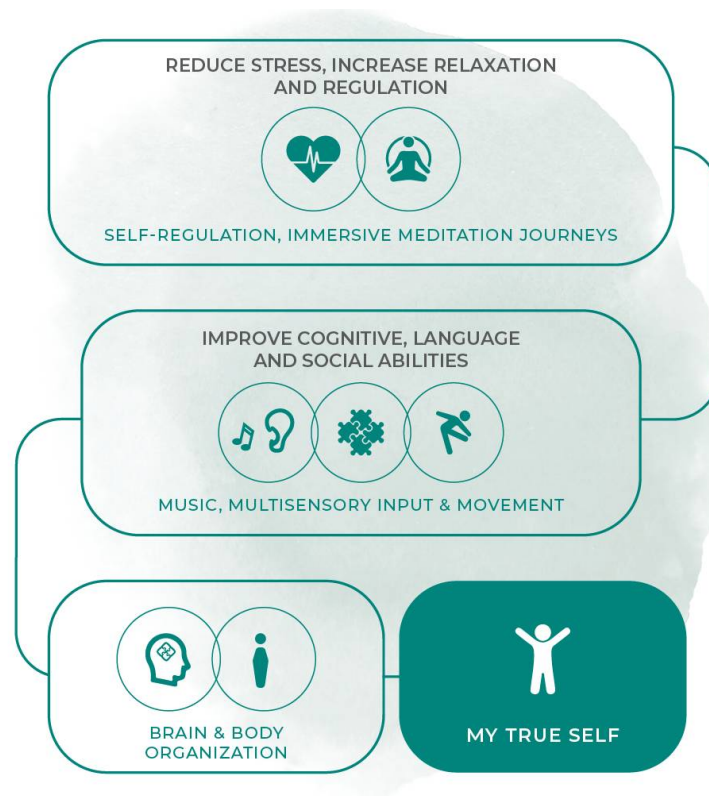 REDUCE STRESS, INCREASE RELAXATION
AND REGULATION
SELF-REGULATION, IMMERSIVE MEDITATION JOURNEYS
IMPROVE COGNITIVE, LANGUAGE
AND SOCIAL ABILITIES
MUSIC, MULTISENSORY INPUT & MOVEMENT
BRAIN & BODY
ORGANIZATION
MY TRUE SELF